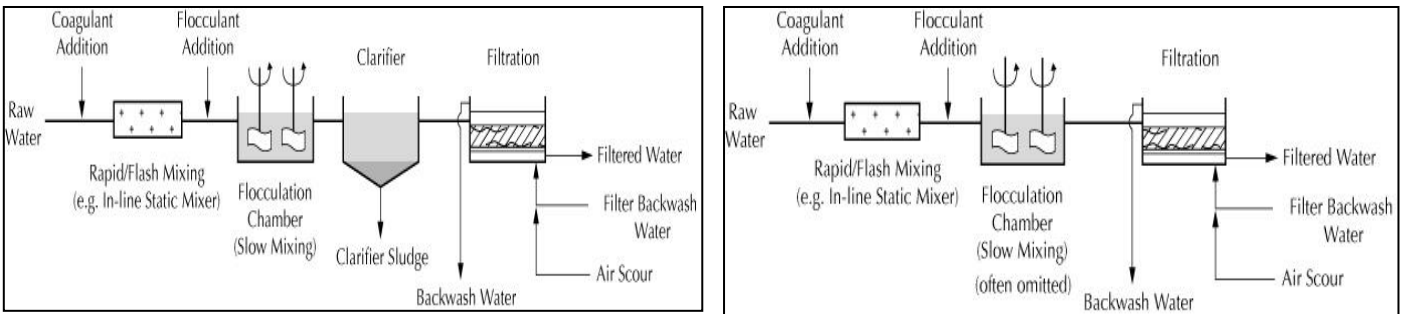 Coagulant
Addition
Flocculant
Addition
Clarifier
Filtration
Raw
Water
Rapid/Flash Mixing
(e.g. In-line Static Mixer)
Flocculation
Chamber
(Slow Mixing)
Clarifier Sludge
Filtered Water
Filter Backwash
Water
Air Scour
Backwash Water
Coagulant
Addition
Flocculant
Addition
Filtration
Raw
Water
Rapid/Flash Mixing
(e.g. In-line Static Mixer)
Flocculation
Chamber
(Slow Mixing)
(often omitted)
Filtered Water
Filter Backwash
Water
Air Scour
Backwash Water